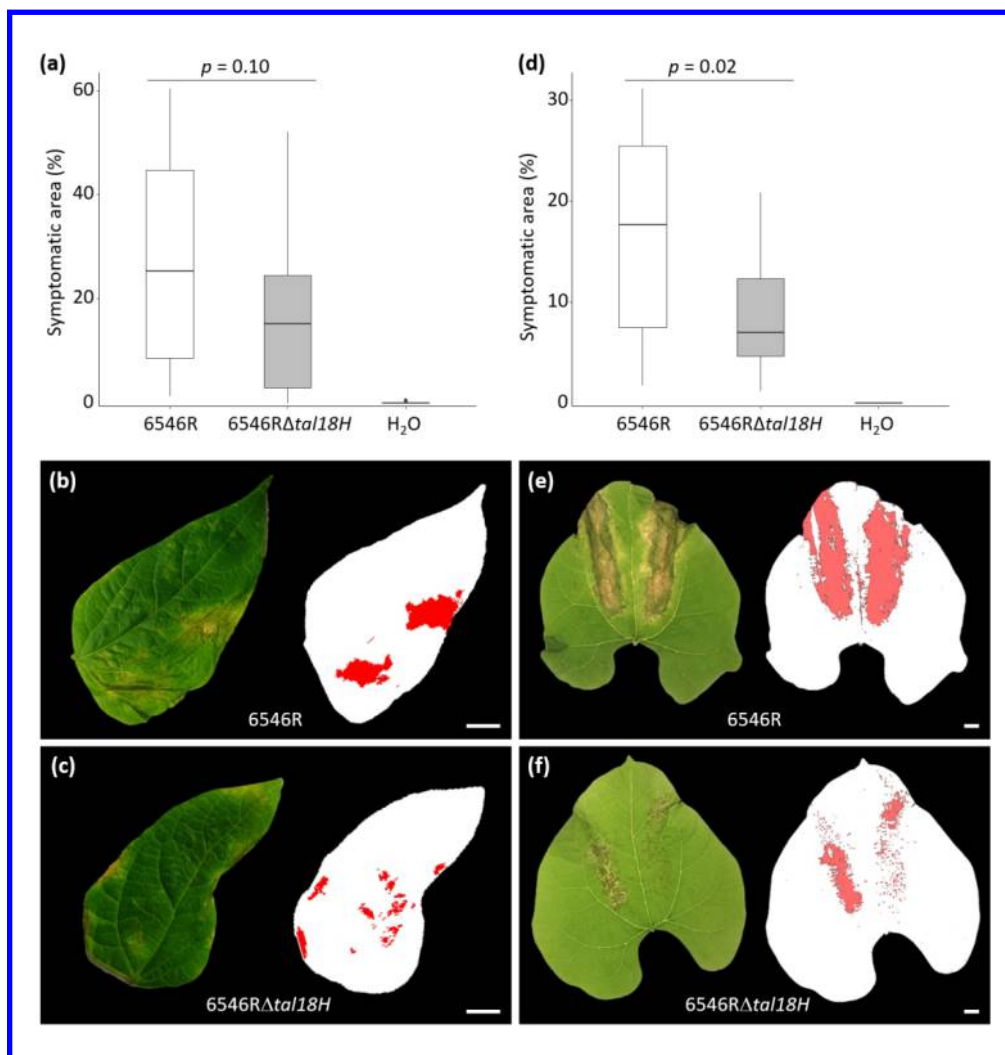 (a)
p = 0.10
Symptomatic area (%)
60
40
20
0
6546R
6546RΔtal18H
H₂O
(d)
p = 0.02
Symptomatic area (%)
30
20
10
0
6546R
6546RΔtal18H
H₂O
(b)
6546R
(e)
6546R
(c)
6546RΔtal18H
(f)
6546RΔtal18H